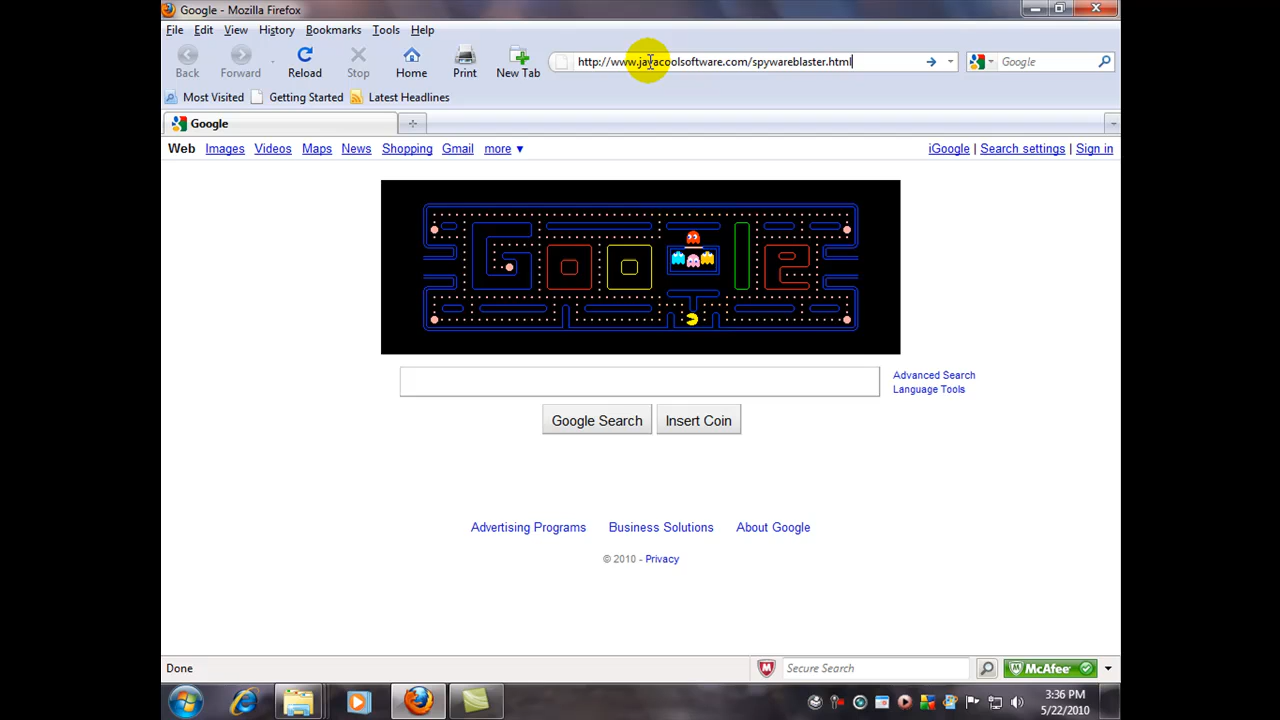 Google - Mozilla Firefox
File Edit View History Bookmarks Tools Help
Back Forward Reload Stop Home Print New Tab http://www.javacoolsoftware.com/spywareblaster.html Google
Most Visited Getting Started Latest Headlines
Google
Web Images Videos Maps News Shopping Gmail more ▼ iGoogle | Search settings | Sign in
Advanced Search
Language Tools
Google Search Insert Coin
Advertising Programs Business Solutions About Google
© 2010 - Privacy
Done Secure Search McAfee
3:36 PM
5/22/2010